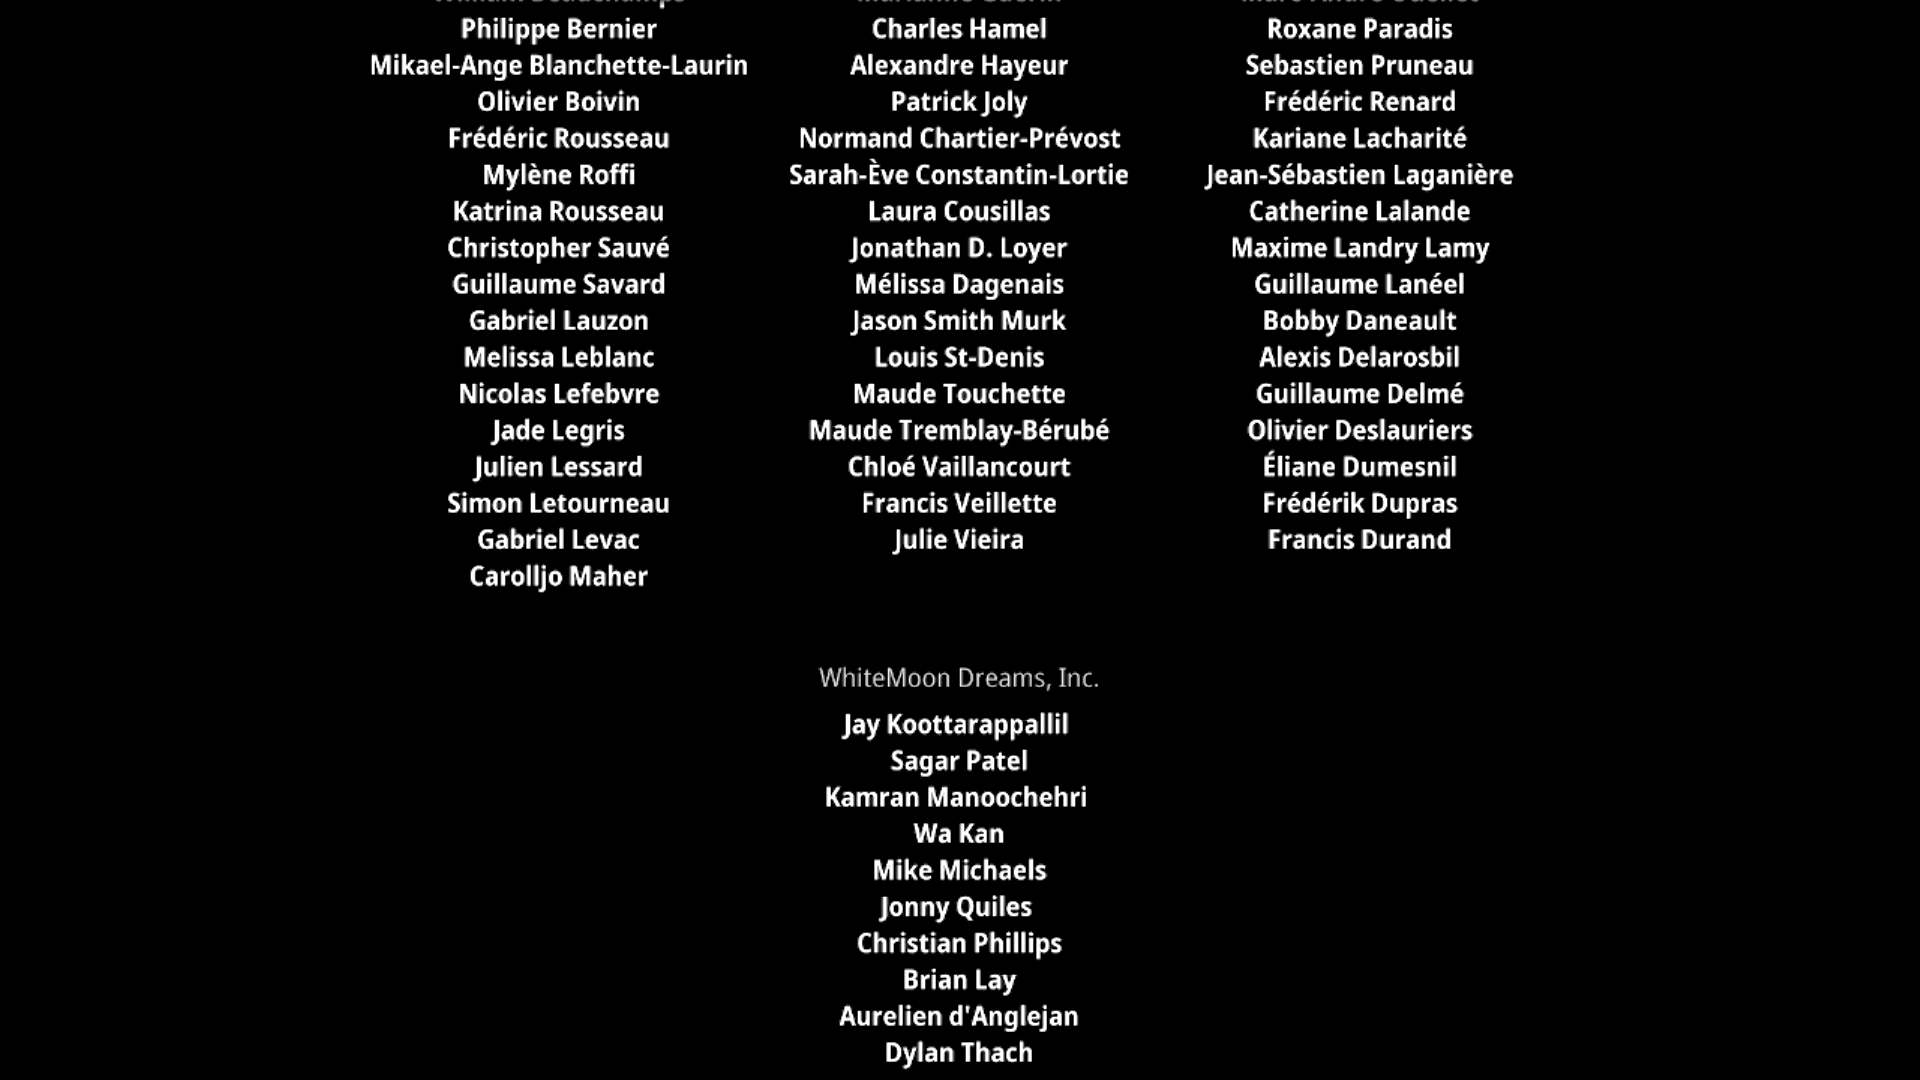 Philippe Bernier Charles Hamel Roxane Paradis
Mikael-Ange Blanchette-Laurin Alexandre Hayeur Sebastien Pruneau
Olivier Boivin Patrick Joly Frédéric Renard
Frédéric Rousseau Normand Chartier-Prévost Kariane Lacharité
Mylène Roffi Sarah-Ève Constantin-Lortie Jean-Sébastien Laganière
Katrina Rousseau Laura Cousillas Catherine Lalande
Christopher Sauvé Jonathan D. Loyer Maxime Landry Lamy
Guillaume Savard Mélissa Dagenais Guillaume Lanéel
Gabriel Lauzon Jason Smith Murk Bobby Daneault
Melissa Leblanc Louis St-Denis Alexis Delarosbil
Nicolas Lefebvre Maude Touchette Guillaume Delmé
Jade Legris Maude Tremblay-Bérubé Olivier Deslauriers
Julien Lessard Chloé Vaillancourt Éliane Dumesnil
Simon Letourneau Francis Veillette Frédérik Dupras
Gabriel Levac Julie Vieira Francis Durand
Carolljo Maher
WhiteMoon Dreams, Inc.
Jay Koottarappallil
Sagar Patel
Kamran Manoochehri
Wa Kan
Mike Michaels
Jonny Quiles
Christian Phillips
Brian Lay
Aurelien d'Anglejan
Dylan Thach